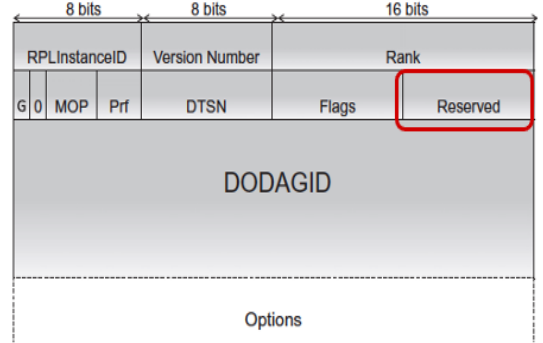 8 bits 8 bits 16 bits
RPLInstanceID Version Number Rank
G 0 MOP Prf DTSN Flags Reserved
DODAGID
Options